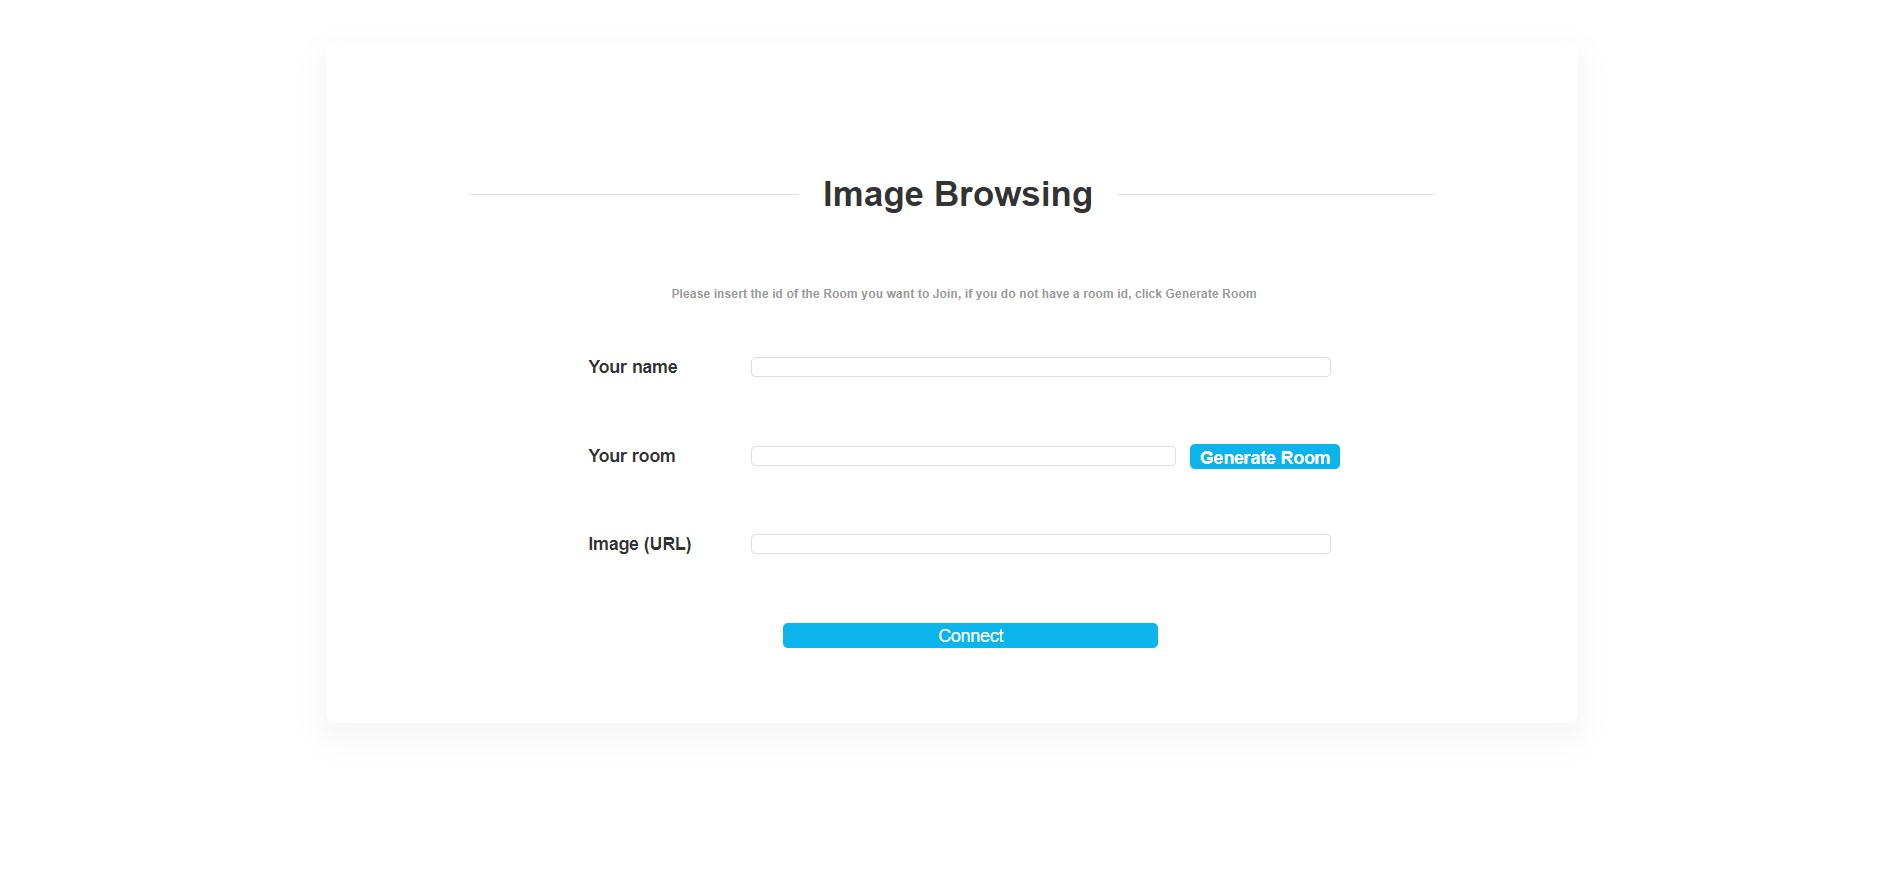 Image Browsing
Please insert the id of the Room you want to Join, if you do not have a room id, click Generate Room
Your name
Your room
Generate Room
Image (URL)
Connect